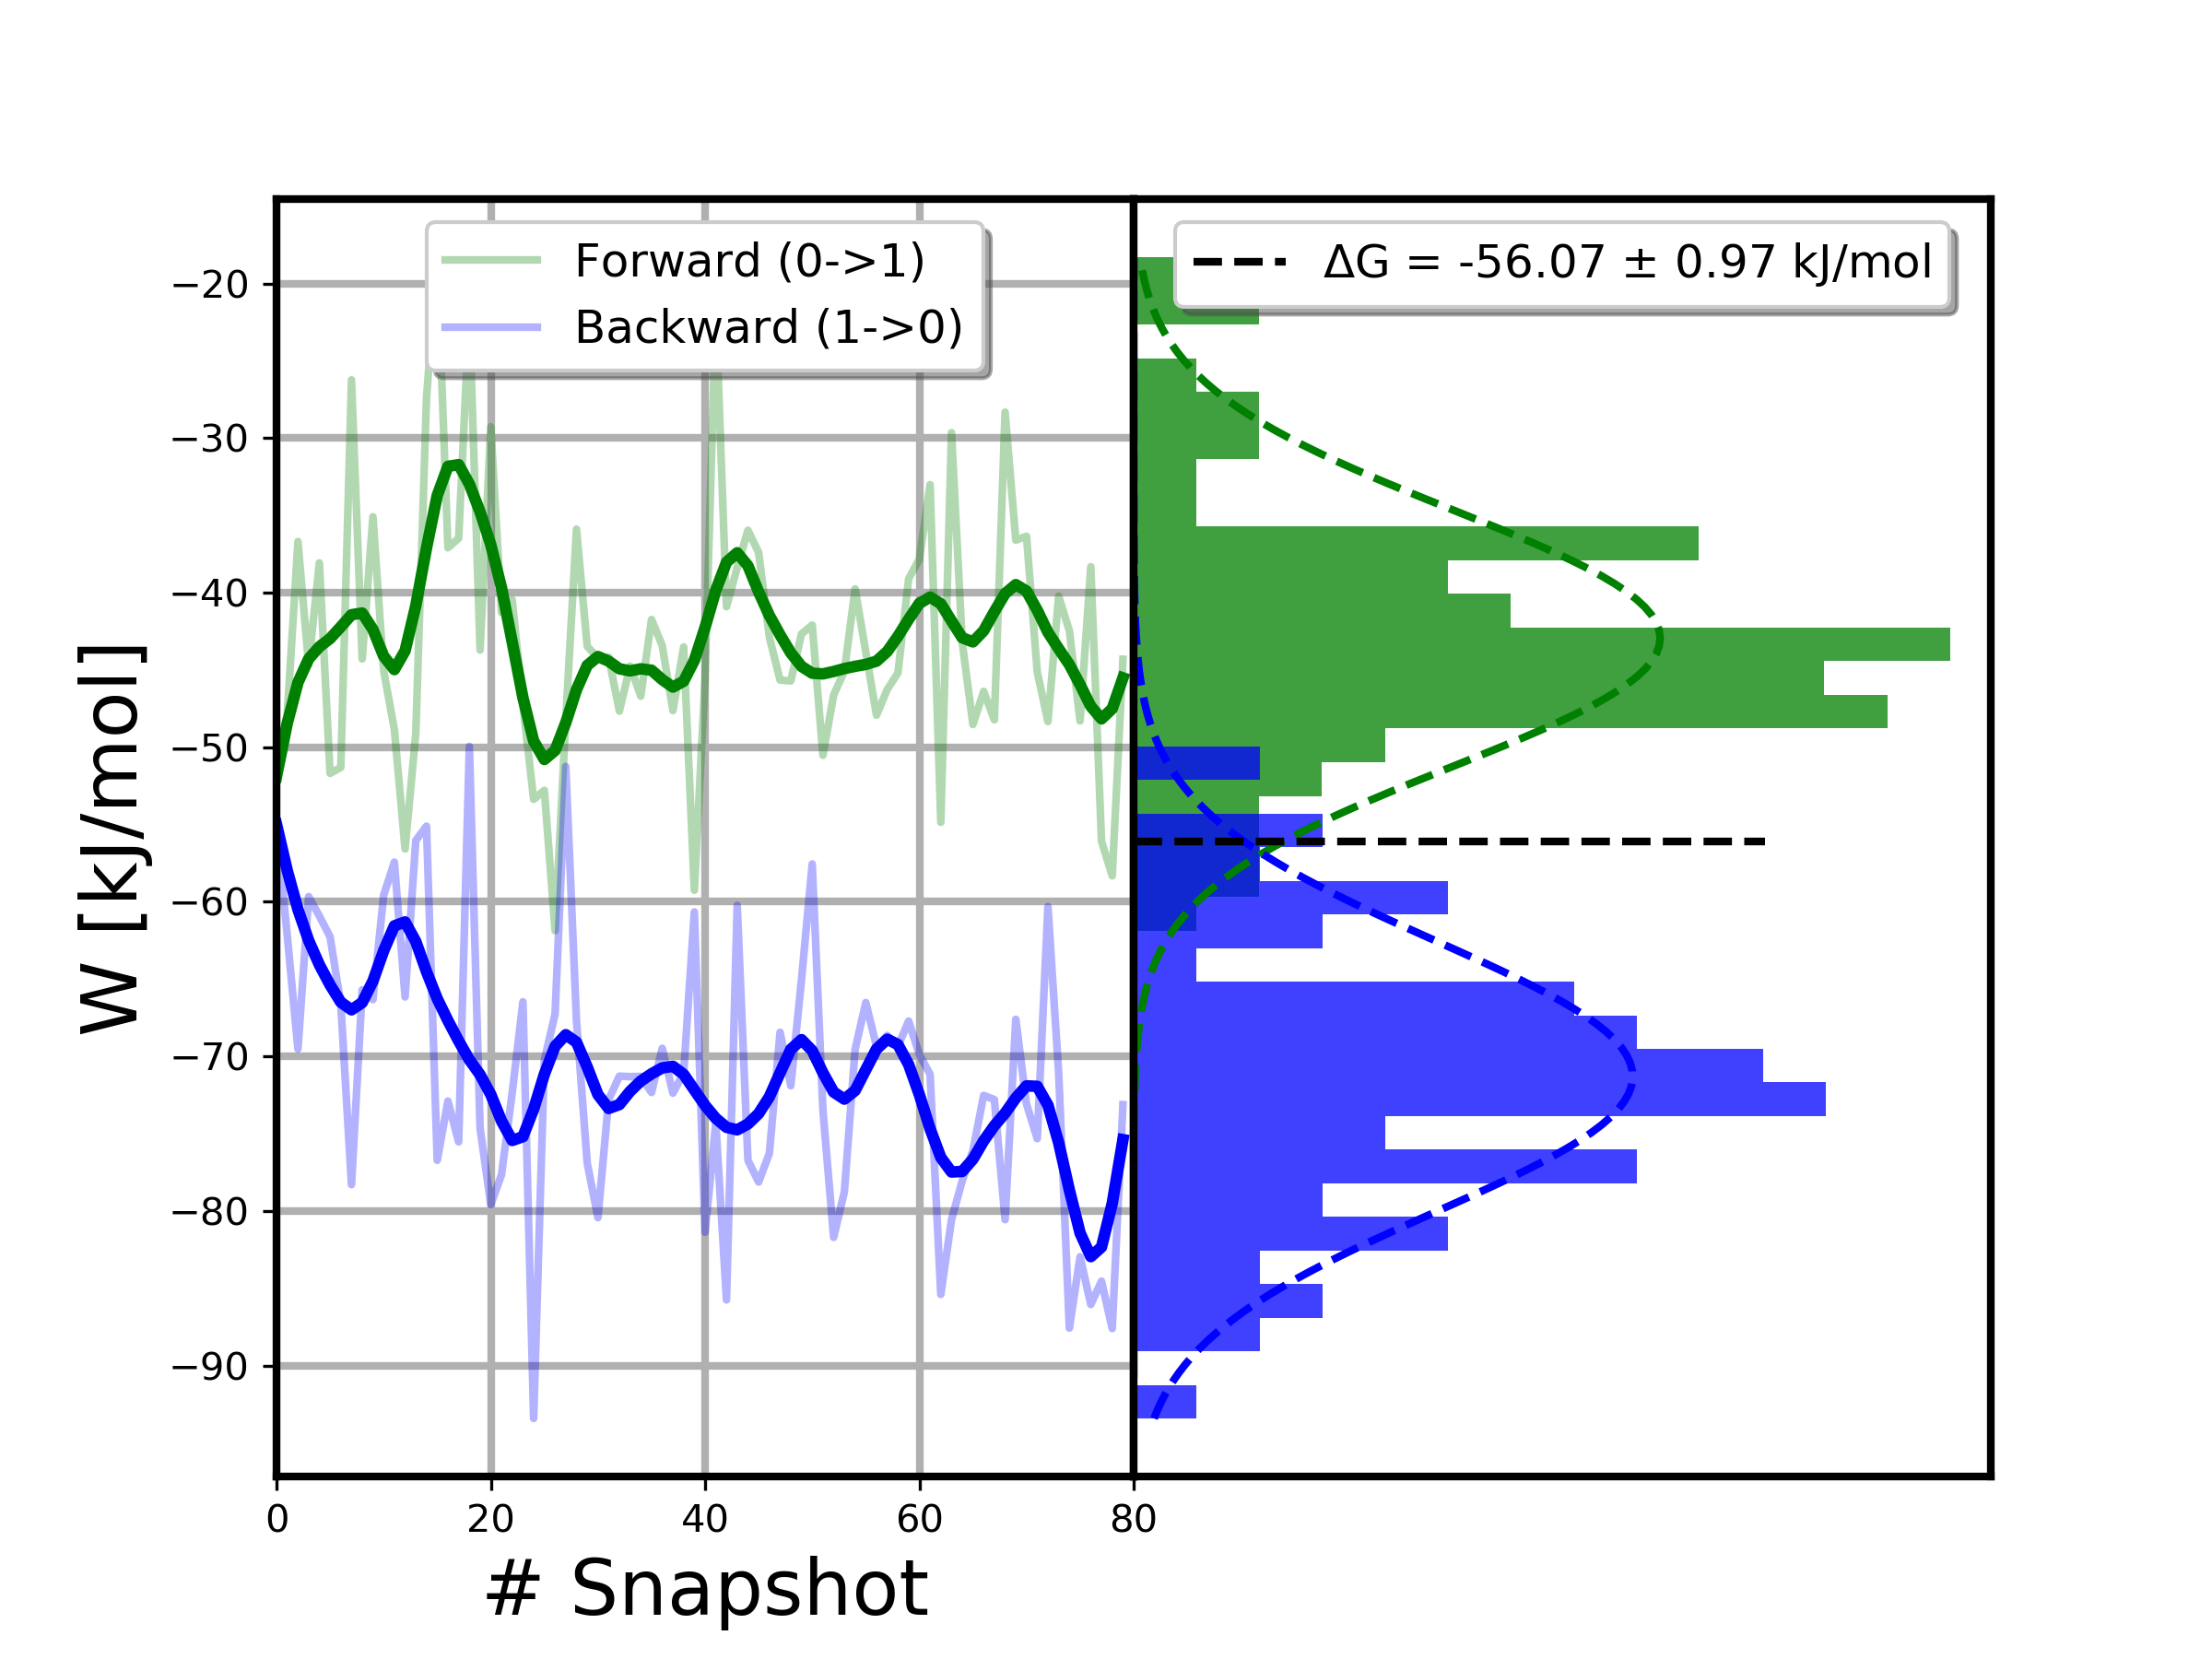 Forward (0->1)
Backward (1->0)
ΔG = -56.07 ± 0.97 kJ/mol
W [kJ/mol]
−20
−30
−40
−50
−60
−70
−80
−90
0 20 40 60 80
# Snapshot